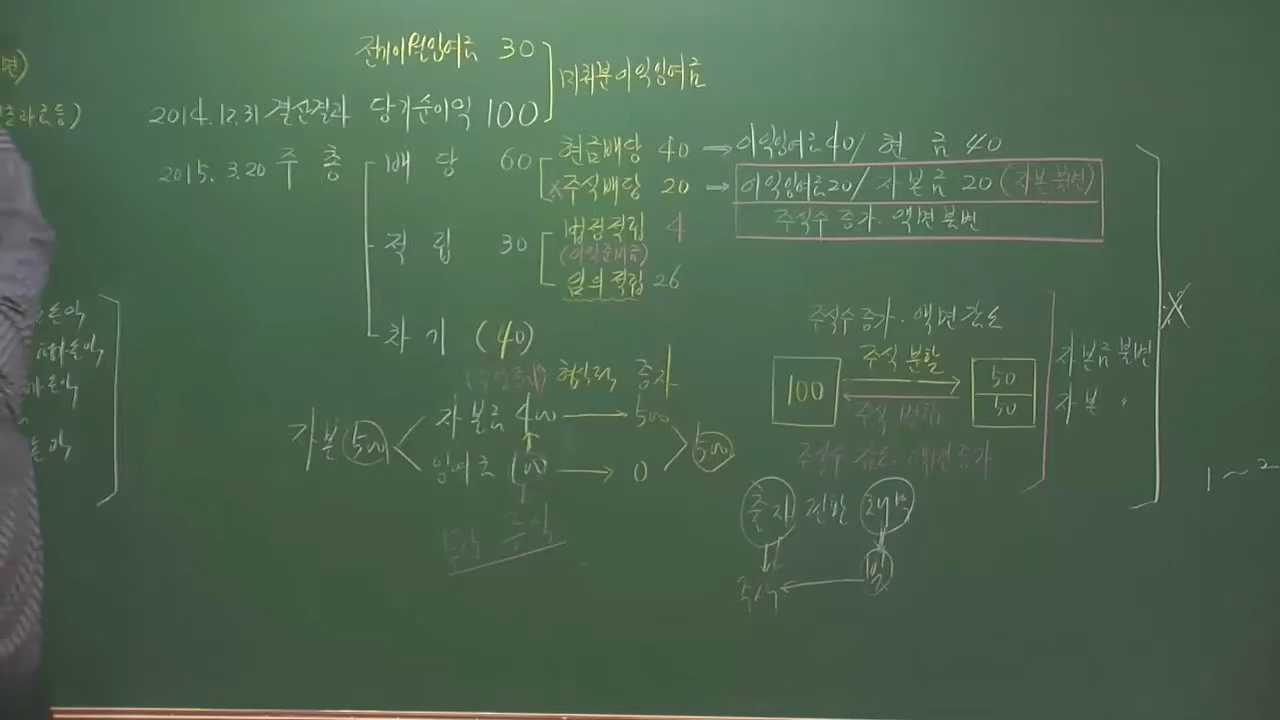 전기이월잉여금 30
미처분이익잉여금
2014.12.31 결산결과 당기순이익 100
2015. 3.20 주 총
배 당 60
현금배당 40 → 이익잉여금 40 / 현 금 40
주식배당 20 → 이익잉여금 20 / 자본금 20 (자본불변)
주식수 증가. 액면불변
적 립 30
법정적립 4
(이익준비금)
임의적립 26
차 기 (40)
형식적 증자
자본 500
자본금 400 → 500
잉여금 100 → 0
500
무상 증자
주식수 증가. 액면감소
주식 분할
100
50
50
주식 병합
주식수 감소. 액면증가
자본금 불변
자본 〃
X
출자 전환
주식
1 ~ 2